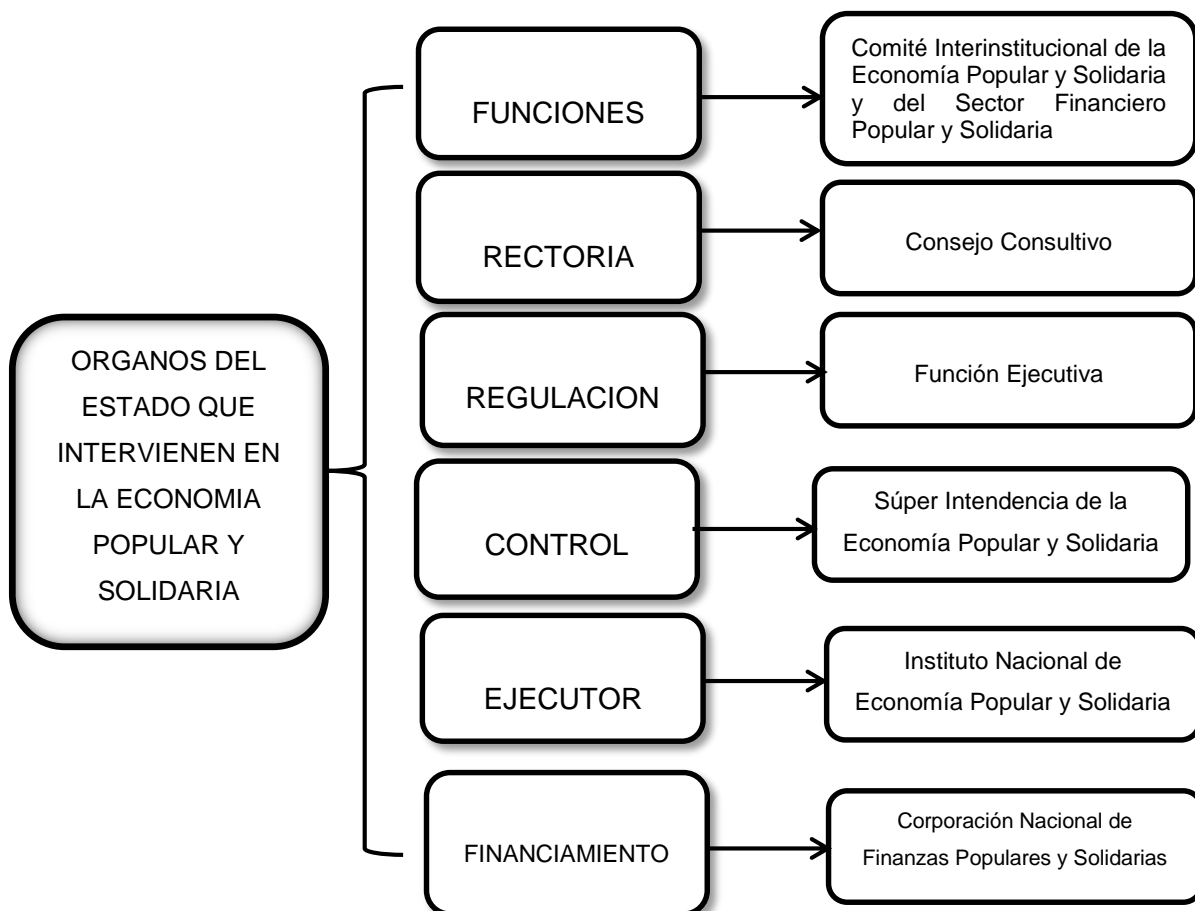 ORGANOS DEL
ESTADO QUE
INTERVIENEN EN
LA ECONOMIA
POPULAR Y
SOLIDARIA
FUNCIONES
Comité Interinstitucional de la
Economía Popular y Solidaria
y del Sector Financiero
Popular y Solidaria
RECTORIA
Consejo Consultivo
REGULACION
Función Ejecutiva
CONTROL
Súper Intendencia de la
Economía Popular y Solidaria
EJECUTOR
Instituto Nacional de
Economía Popular y Solidaria
FINANCIAMIENTO
Corporación Nacional de
Finanzas Populares y Solidarias